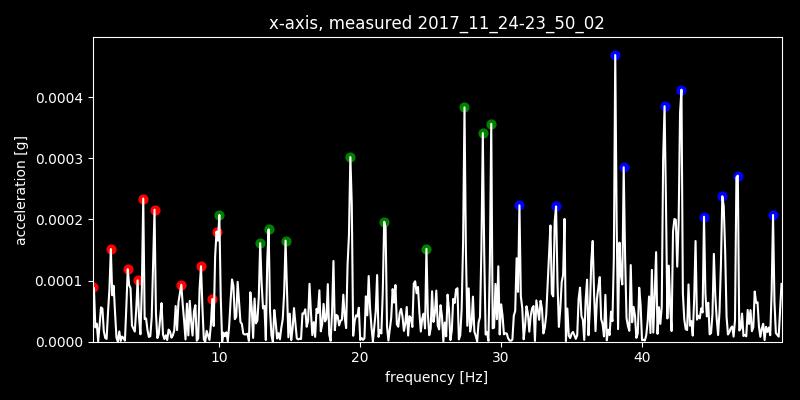 x-axis, measured 2017_11_24-23_50_02
acceleration [g]
0.0004
0.0003
0.0002
0.0001
0.0000
10 20 30 40
frequency [Hz]